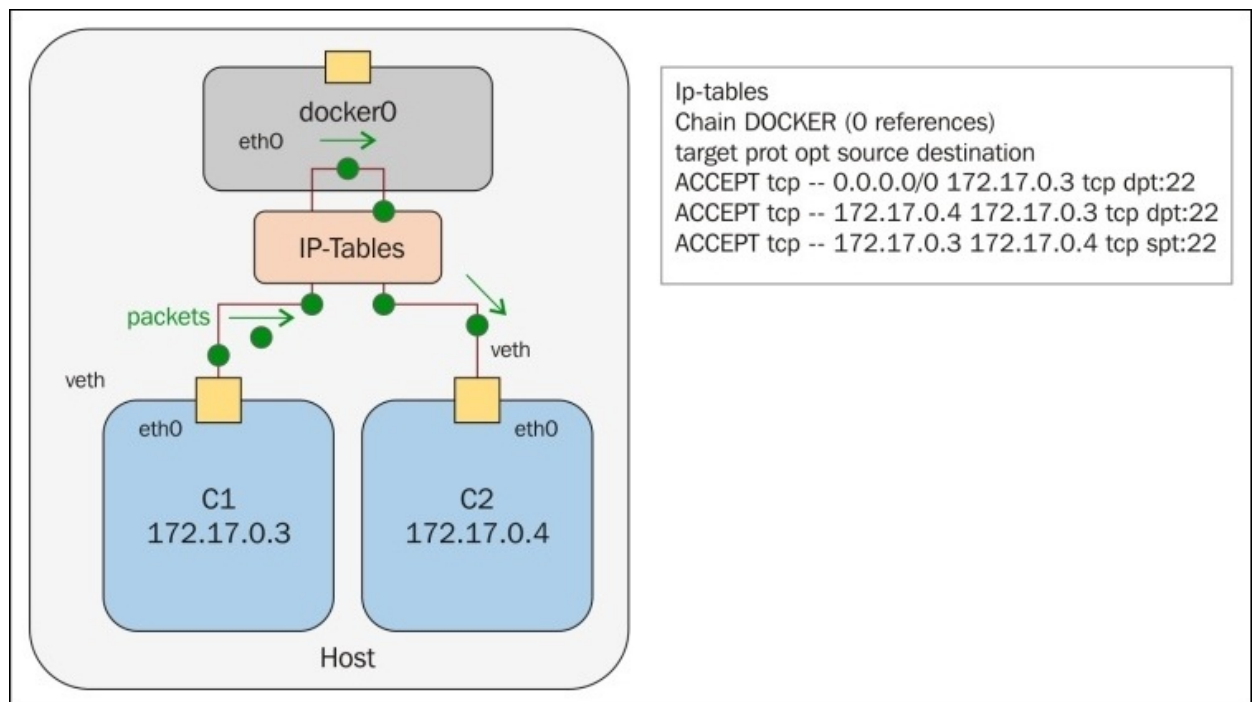 docker0
eth0
IP-Tables
packets
veth
veth
eth0
eth0
C1
172.17.0.3
C2
172.17.0.4
Host
Ip-tables
Chain DOCKER (0 references)
target prot opt source destination
ACCEPT tcp -- 0.0.0.0/0 172.17.0.3 tcp dpt:22
ACCEPT tcp -- 172.17.0.4 172.17.0.3 tcp dpt:22
ACCEPT tcp -- 172.17.0.3 172.17.0.4 tcp spt:22